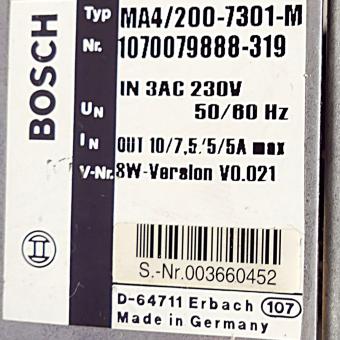 BOSCH
Typ MA4/200-7301-M
Nr. 1070079888-319
IN 3AC 230V
UN 50/60 Hz
IN OUT 10/7,5/5/5A max
V-Nr. SW-Version V0.021
S.-Nr.003660452
D-64711 Erbach (107)
Made in Germany